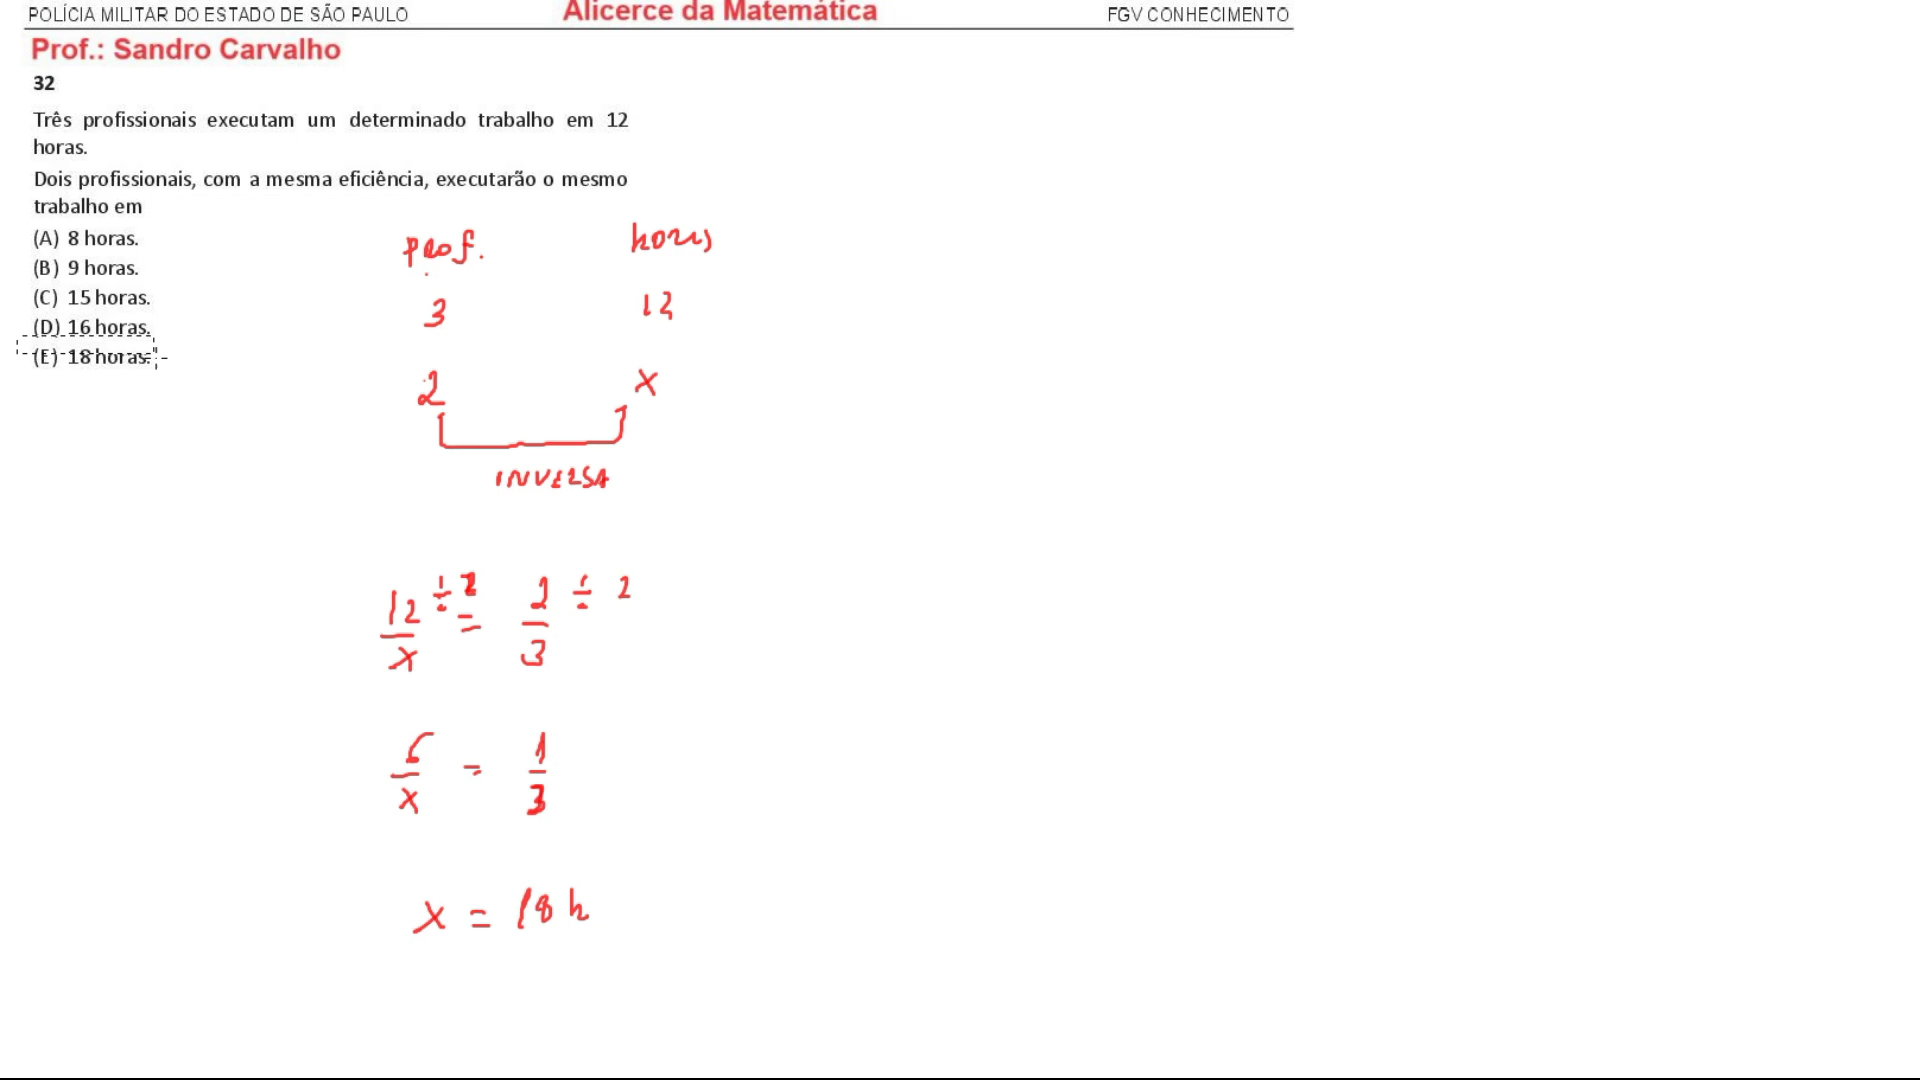 POLÍCIA MILITAR DO ESTADO DE SÃO PAULO Alicerce da Matemática FGV CONHECIMENTO
Prof.: Sandro Carvalho
32
Três profissionais executam um determinado trabalho em 12
horas.
Dois profissionais, com a mesma eficiência, executarão o mesmo
trabalho em
(A) 8 horas.
(B) 9 horas.
(C) 15 horas.
(D) 16 horas.
(E) 18 horas.
prof. horas
3 12
2 x
INVERSA
12/x ÷2 = 2/3 ÷ 2
6/x = 1/3
x = 18 h